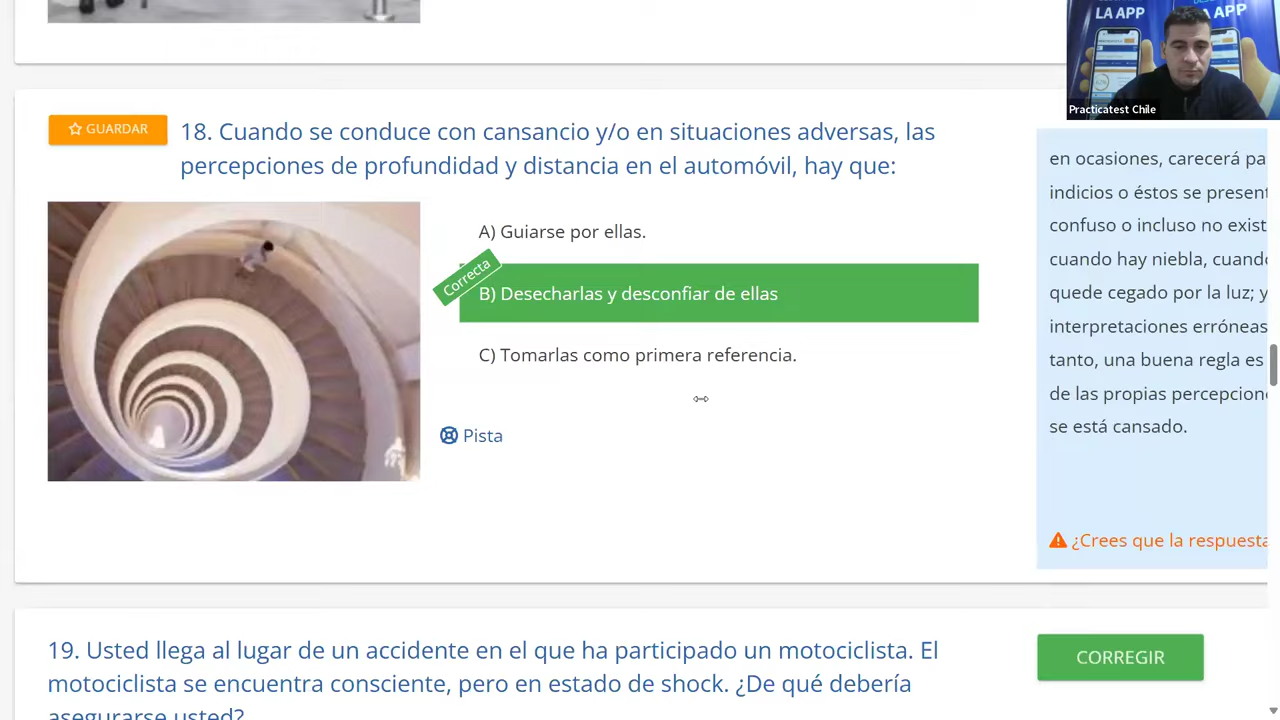 LA APP
LA APP
Practicatest Chile
GUARDAR
18. Cuando se conduce con cansancio y/o en situaciones adversas, las
percepciones de profundidad y distancia en el automóvil, hay que:
A) Guiarse por ellas.
Correcta
B) Desecharlas y desconfiar de ellas
C) Tomarlas como primera referencia.
Pista
en ocasiones, carecerá pa
indicios o éstos se present
confuso o incluso no exist
cuando hay niebla, cuando
quede cegado por la luz; y
interpretaciones erróneas
tanto, una buena regla es
de las propias percepcion
se está cansado.
¿Crees que la respuesta
19. Usted llega al lugar de un accidente en el que ha participado un motociclista. El
motociclista se encuentra consciente, pero en estado de shock. ¿De qué debería
asegurarse usted?
CORREGIR